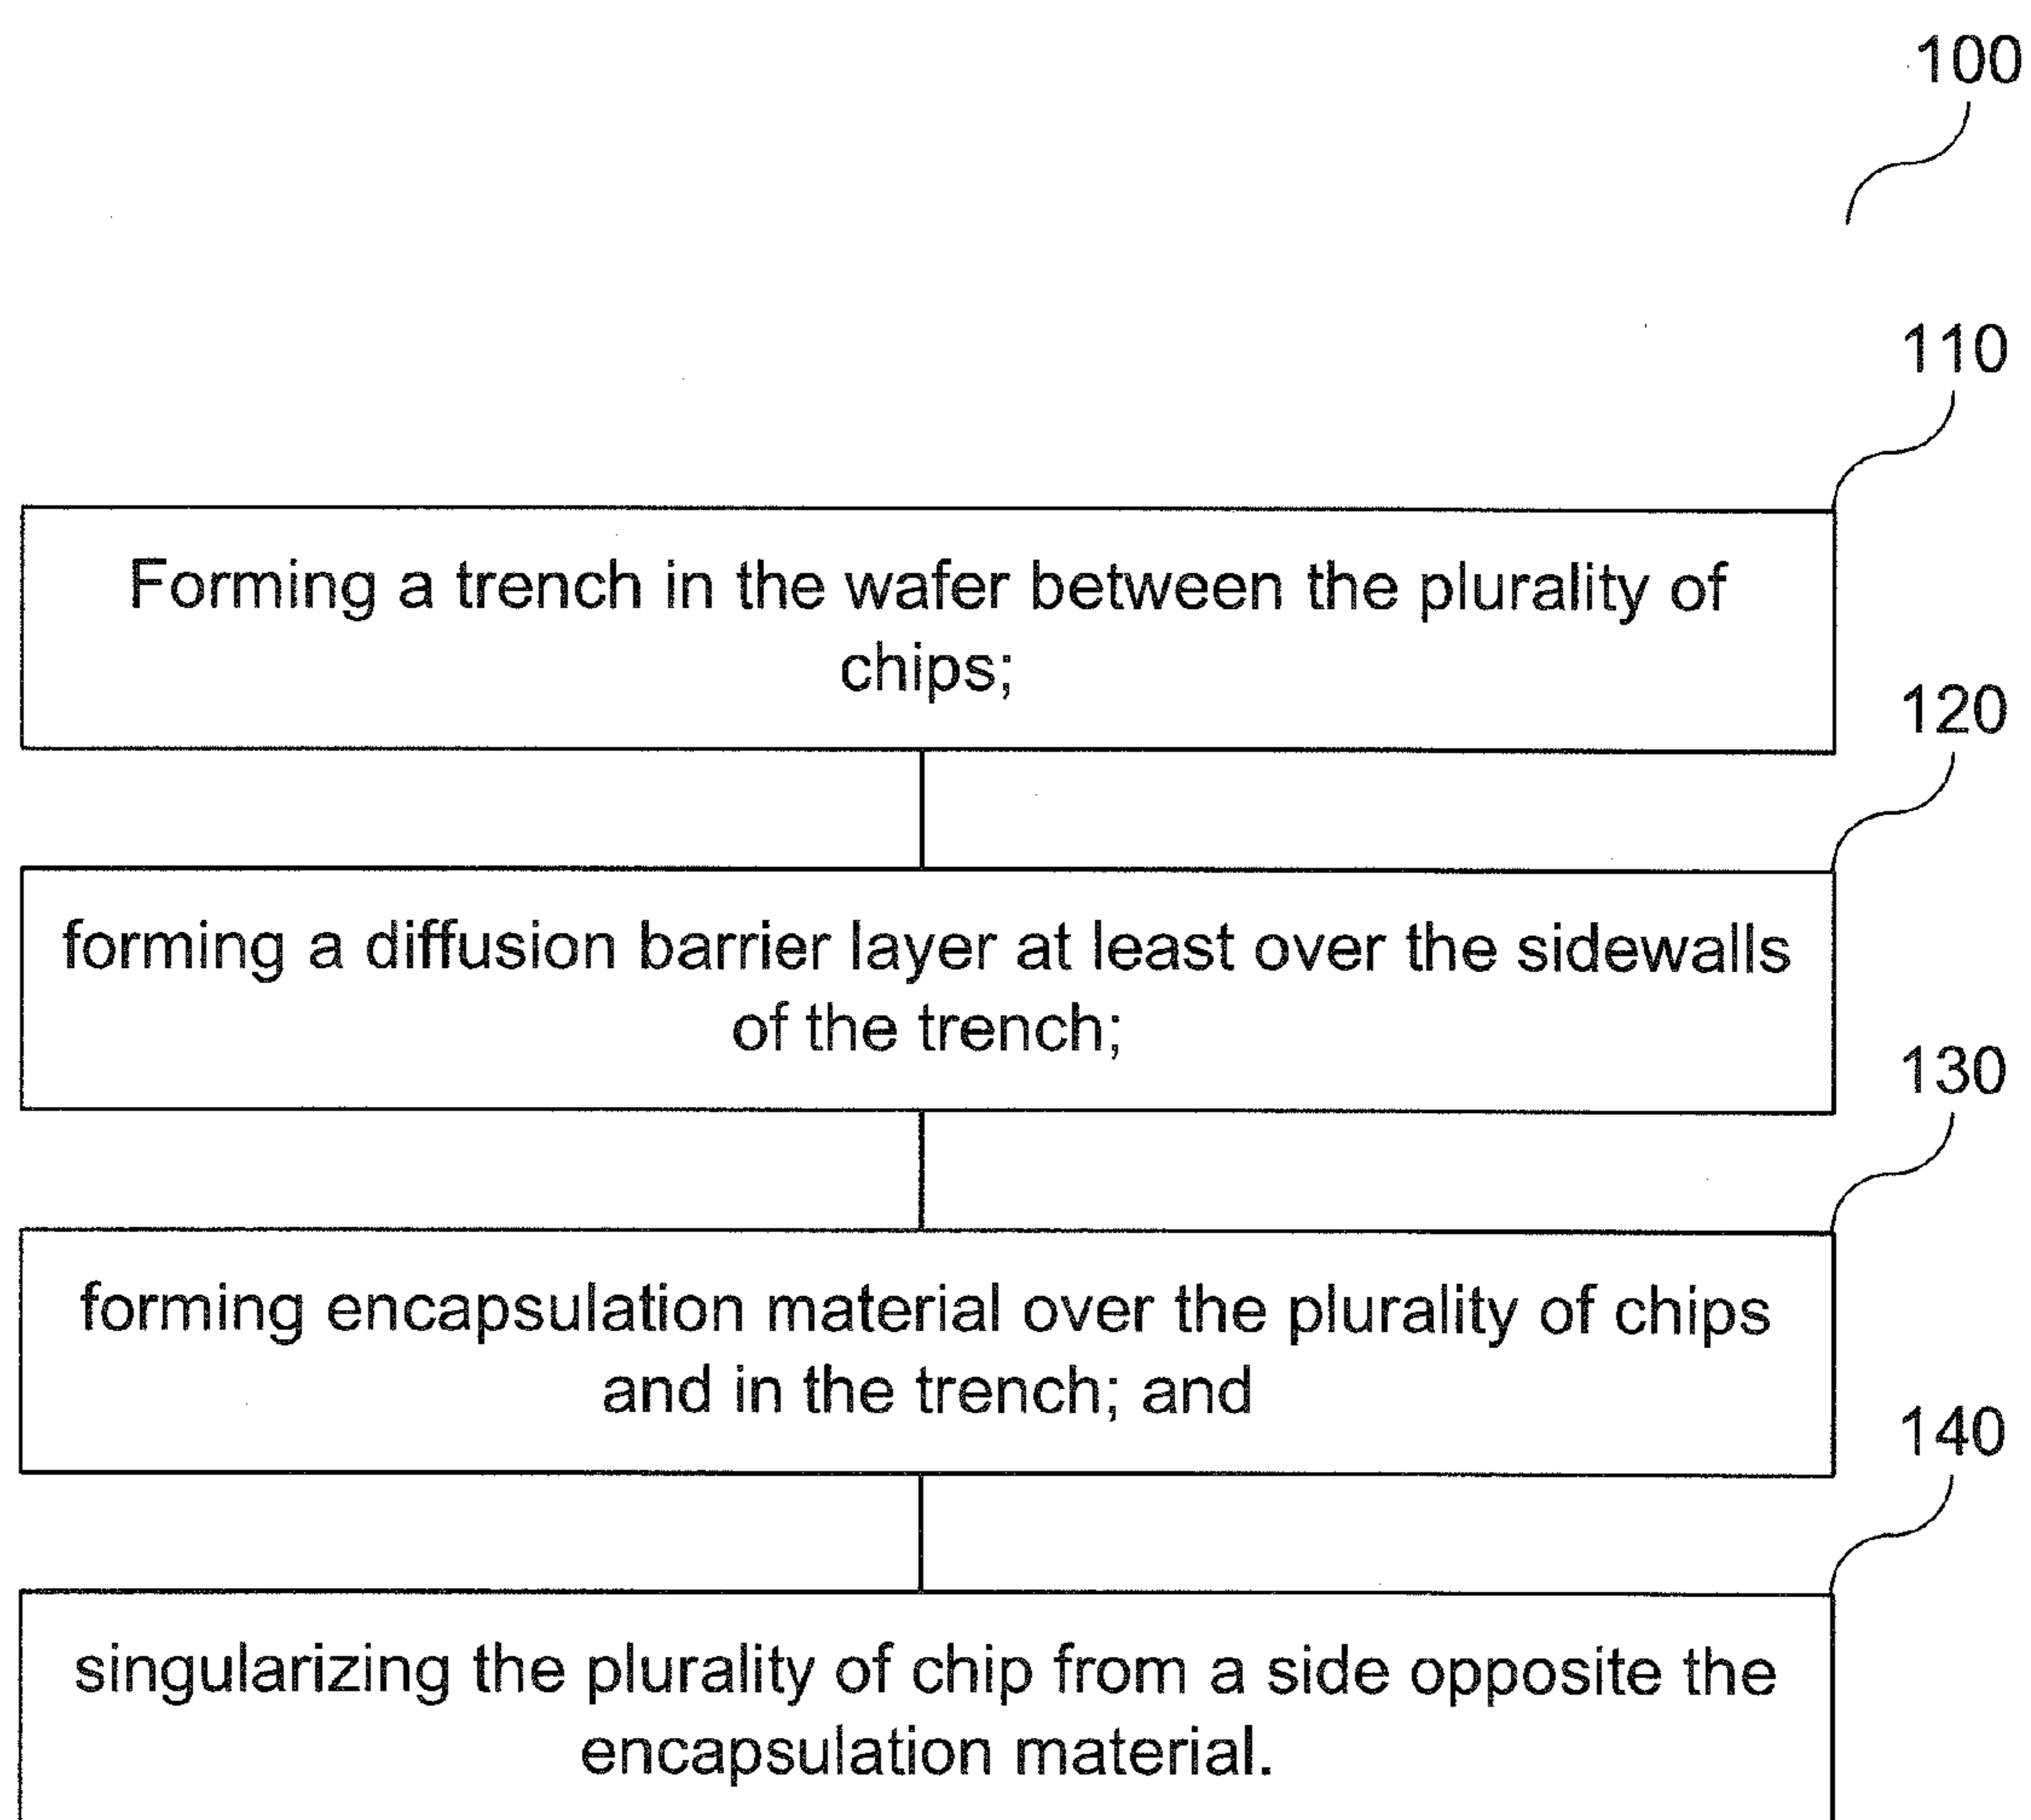 100
110
Forming a trench in the wafer between the plurality of
chips;
120
forming a diffusion barrier layer at least over the sidewalls
of the trench;
130
forming encapsulation material over the plurality of chips
and in the trench; and
140
singularizing the plurality of chip from a side opposite the
encapsulation material.